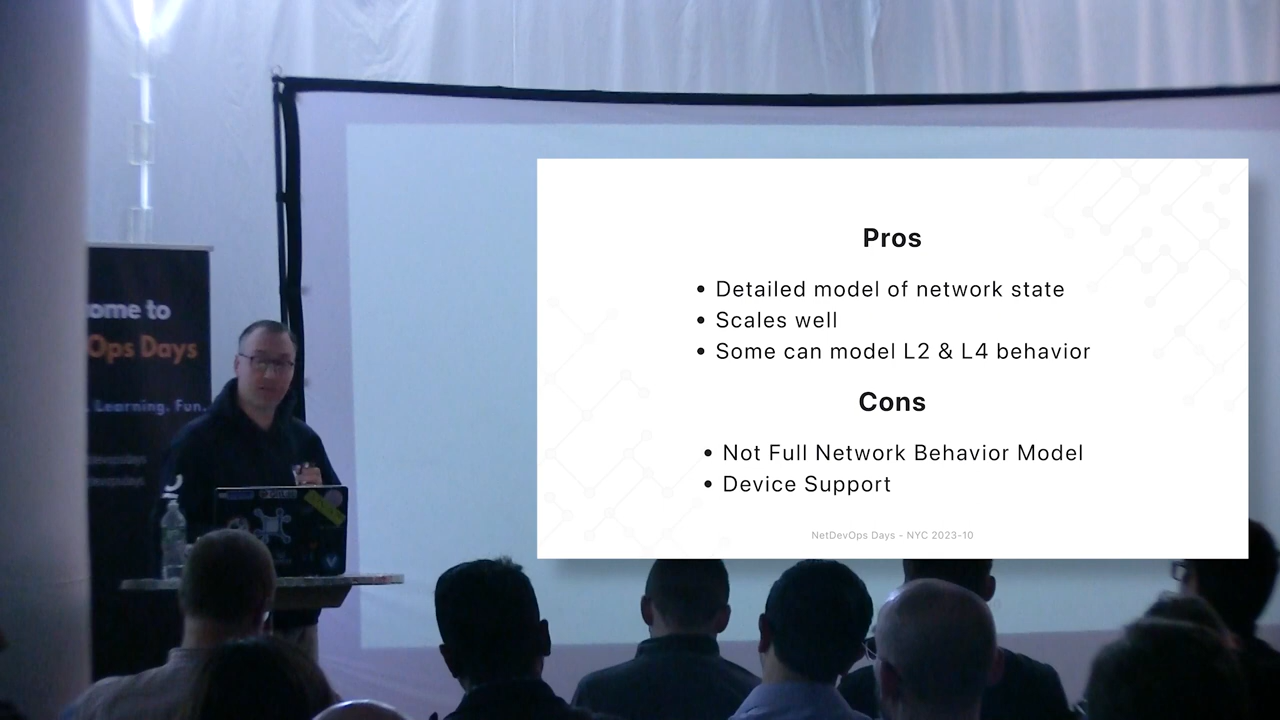 ome to
Ops Days
Learning. Fun.
Pros
• Detailed model of network state
• Scales well
• Some can model L2 & L4 behavior
Cons
• Not Full Network Behavior Model
• Device Support
NetDevOps Days - NYC 2023-10